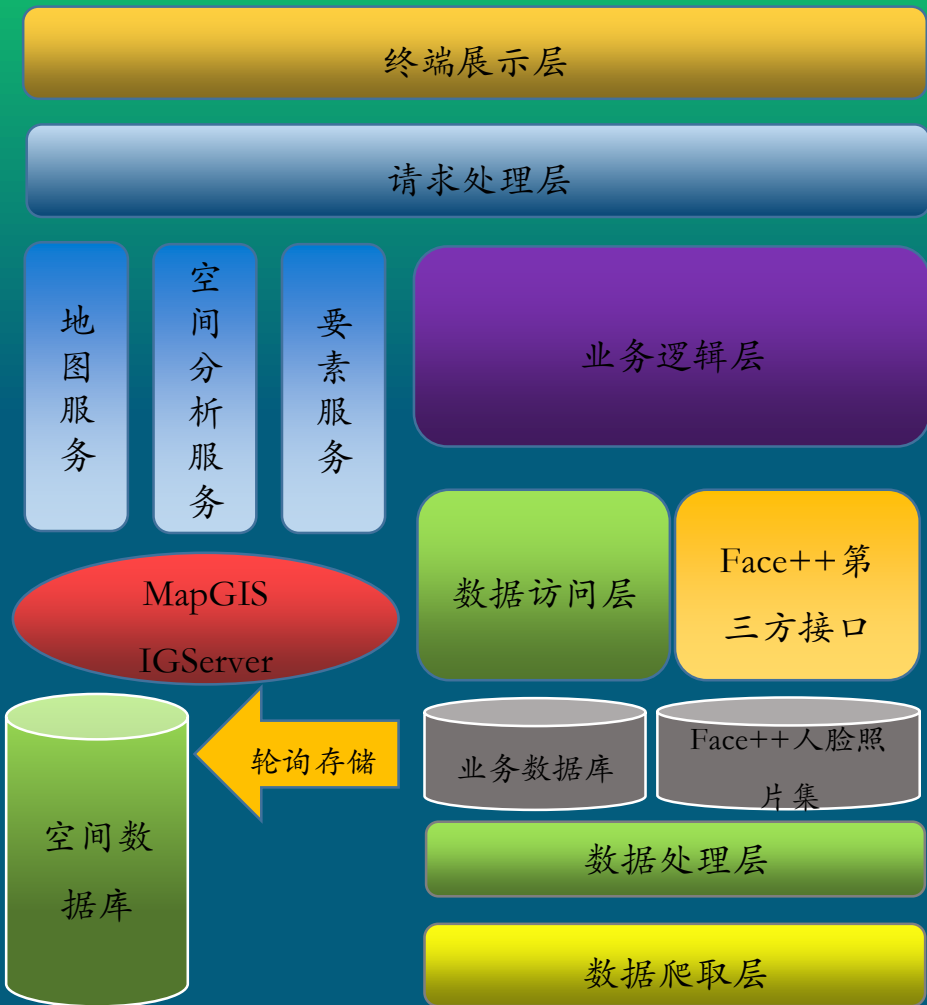 终端展示层
请求处理层
地图服务
空间分析服务
要素服务
业务逻辑层
MapGIS
IGServer
数据访问层
Face++第
三方接口
轮询存储
业务数据库
Face++人脸照
片集
空间数
据库
数据处理层
数据爬取层